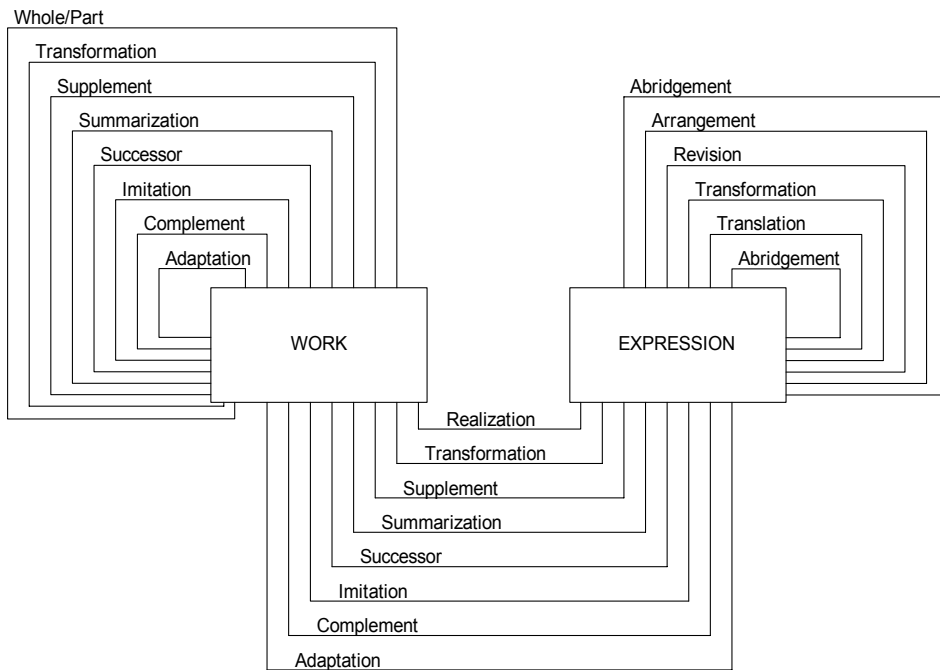 Whole/Part
Transformation
Supplement
Summarization
Successor
Imitation
Complement
Adaptation
WORK
Abridgement
Arrangement
Revision
Transformation
Translation
Abridgement
EXPRESSION
Realization
Transformation
Supplement
Summarization
Successor
Imitation
Complement
Adaptation